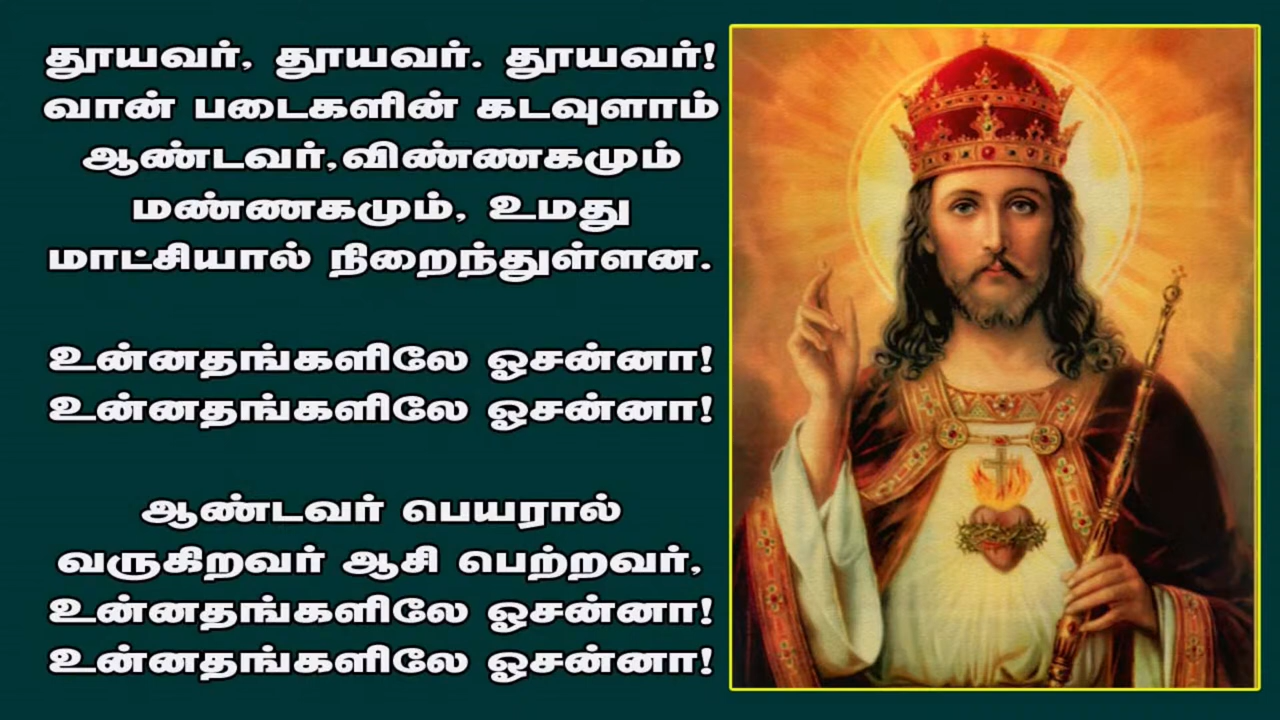 தூயவர், தூயவர். தூயவர்!
வான் படைகளின் கடவுளாம்
ஆண்டவர்,விண்ணகமும்
மண்ணகமும், உமது
மாட்சியால் நிறைந்துள்ளன.
உன்னதங்களிலே ஓசன்னா!
உன்னதங்களிலே ஓசன்னா!
ஆண்டவர் பெயரால்
வருகிறவர் ஆசி பெற்றவர்,
உன்னதங்களிலே ஓசன்னா!
உன்னதங்களிலே ஓசன்னா!